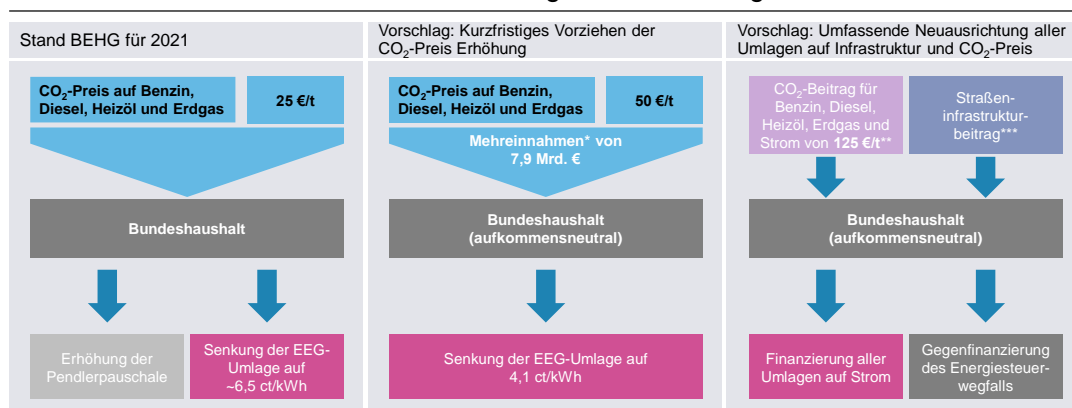 Stand BEHG für 2021
CO₂-Preis auf Benzin,
Diesel, Heizöl und Erdgas
25 €/t
Bundeshaushalt
Erhöhung der
Pendlerpauschale
Senkung der EEG-
Umlage auf
~6,5 ct/kWh
Vorschlag: Kurzfristiges Vorziehen der
CO₂-Preis Erhöhung
CO₂-Preis auf Benzin,
Diesel, Heizöl und Erdgas
50 €/t
Mehreinnahmen* von
7,9 Mrd. €
Bundeshaushalt
(aufkommensneutral)
Senkung der EEG-Umlage auf
4,1 ct/kWh
Vorschlag: Umfassende Neuausrichtung aller
Umlagen auf Infrastruktur und CO₂-Preis
CO₂-Beitrag für
Benzin, Diesel,
Heizöl, Erdgas und
Strom von 125 €/t**
Straßen-
infrastruktur-
beitrag***
Bundeshaushalt
(aufkommensneutral)
Finanzierung aller
Umlagen auf Strom
Gegenfinanzierung
des Energiesteuer-
wegfalls